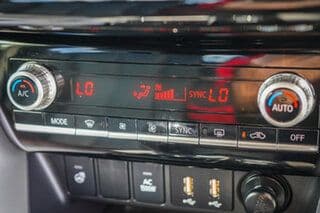 LO SYNC LO
A/C AUTO
MODE SYNC OFF
AC